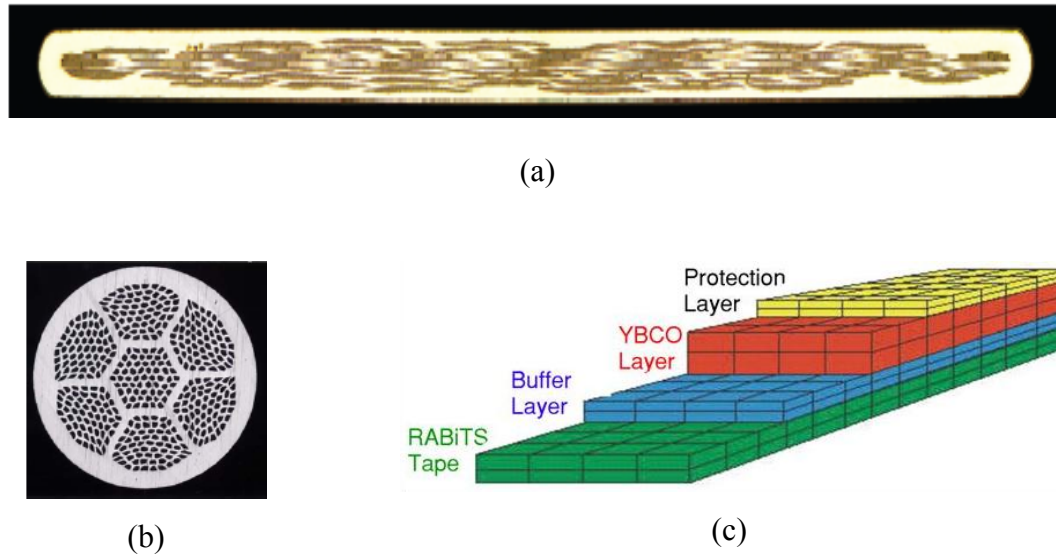 (a)
Protection
Layer
YBCO
Layer
Buffer
Layer
RABiTS
Tape
(b)
(c)